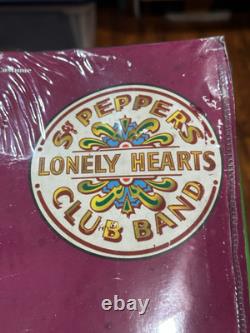 Sgt PEPPERS
LONELY HEARTS
CLUB BAND
ebay